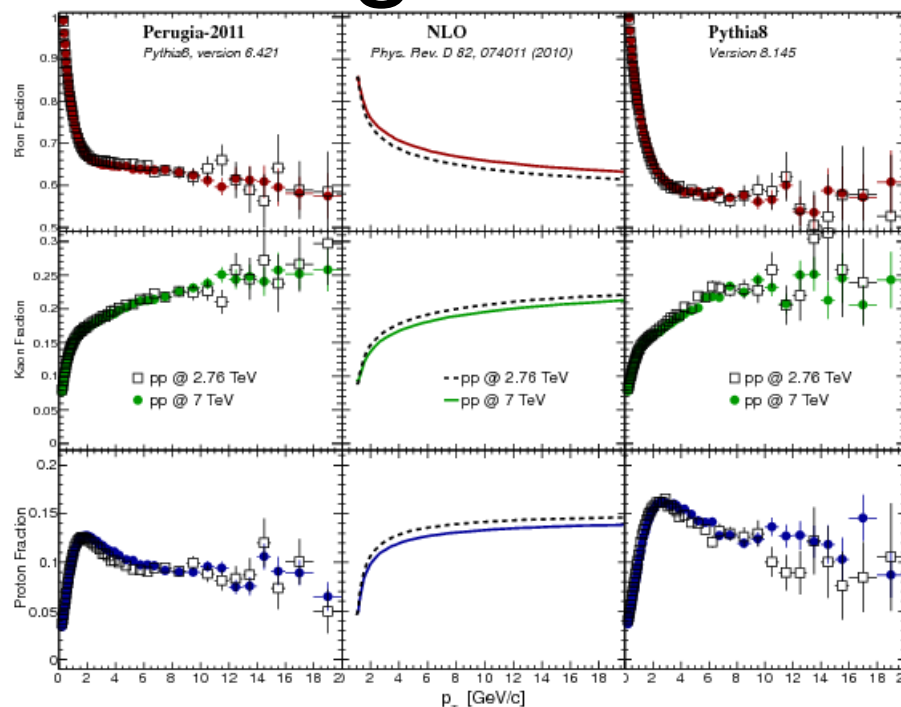 Perugia-2011
Pythia6, version 6.421
NLO
Phys. Rev. D 82, 074011 (2010)
Pythia8
Version 8.145
Pion Fraction
1
0.9
0.8
0.7
0.6
0.5
Kaon Fraction
0.3
0.25
0.2
0.15
0.1
0.05
0
pp @ 2.76 TeV
pp @ 7 TeV
pp @ 2.76 TeV
pp @ 7 TeV
pp @ 2.76 TeV
pp @ 7 TeV
Proton Fraction
0.2
0.15
0.1
0.05
0
0 2 4 6 8 10 12 14 16 18 2
2 4 6 8 10 12 14 16 18
0 2 4 6 8 10 12 14 16 18 20
p [GeV/c]